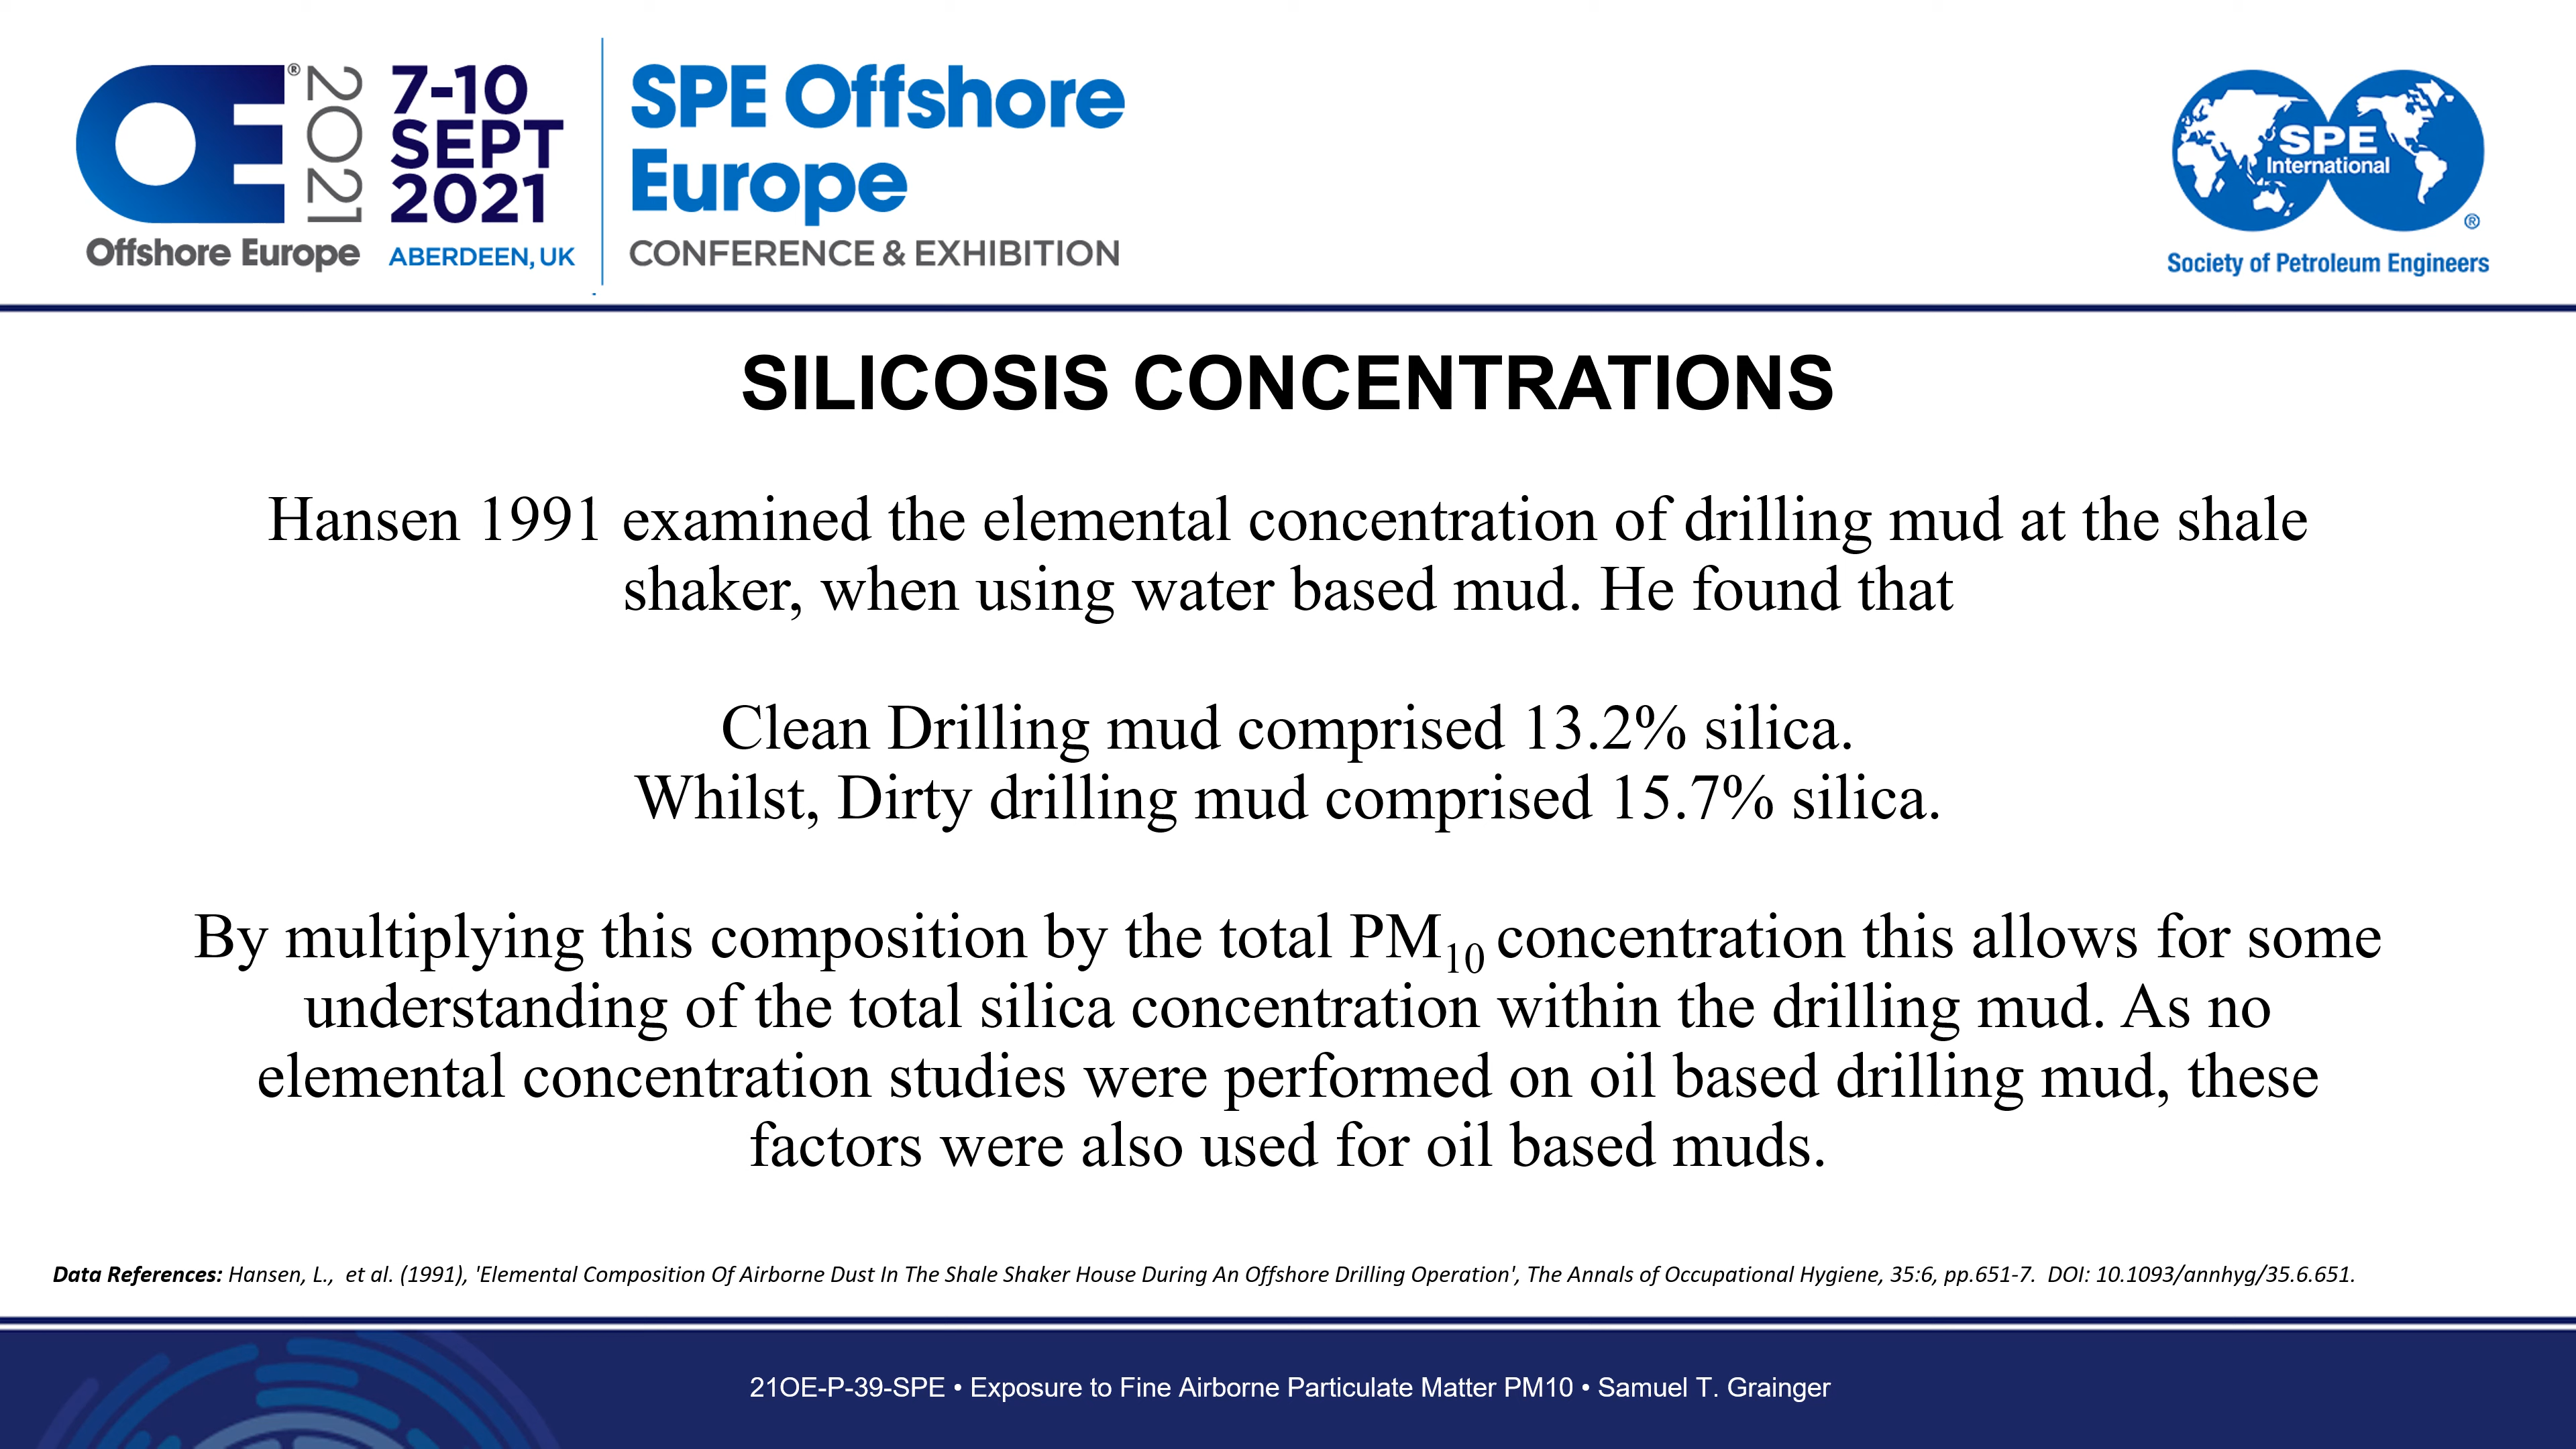 OE® 2021
Offshore Europe
7-10
SEPT
2021
ABERDEEN, UK
SPE Offshore
Europe
CONFERENCE & EXHIBITION
SPE
International
®
Society of Petroleum Engineers
SILICOSIS CONCENTRATIONS
Hansen 1991 examined the elemental concentration of drilling mud at the shale
shaker, when using water based mud. He found that
Clean Drilling mud comprised 13.2% silica.
Whilst, Dirty drilling mud comprised 15.7% silica.
By multiplying this composition by the total PM₁₀ concentration this allows for some
understanding of the total silica concentration within the drilling mud. As no
elemental concentration studies were performed on oil based drilling mud, these
factors were also used for oil based muds.
Data References: Hansen, L., et al. (1991), 'Elemental Composition Of Airborne Dust In The Shale Shaker House During An Offshore Drilling Operation', The Annals of Occupational Hygiene, 35:6, pp.651-7. DOI: 10.1093/annhyg/35.6.651.
21OE-P-39-SPE • Exposure to Fine Airborne Particulate Matter PM10 • Samuel T. Grainger